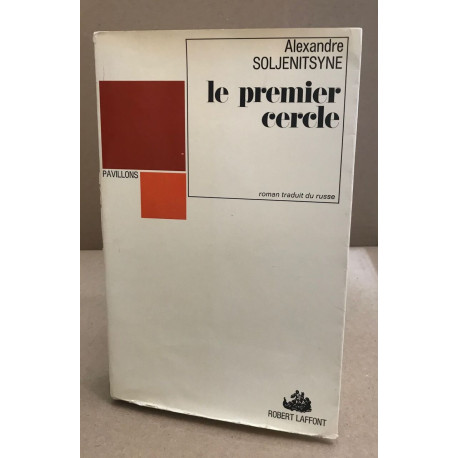 Alexandre
SOLJENITSYNE
le premier
cercle
PAVILLONS
roman traduit du russe
ROBERT LAFFONT